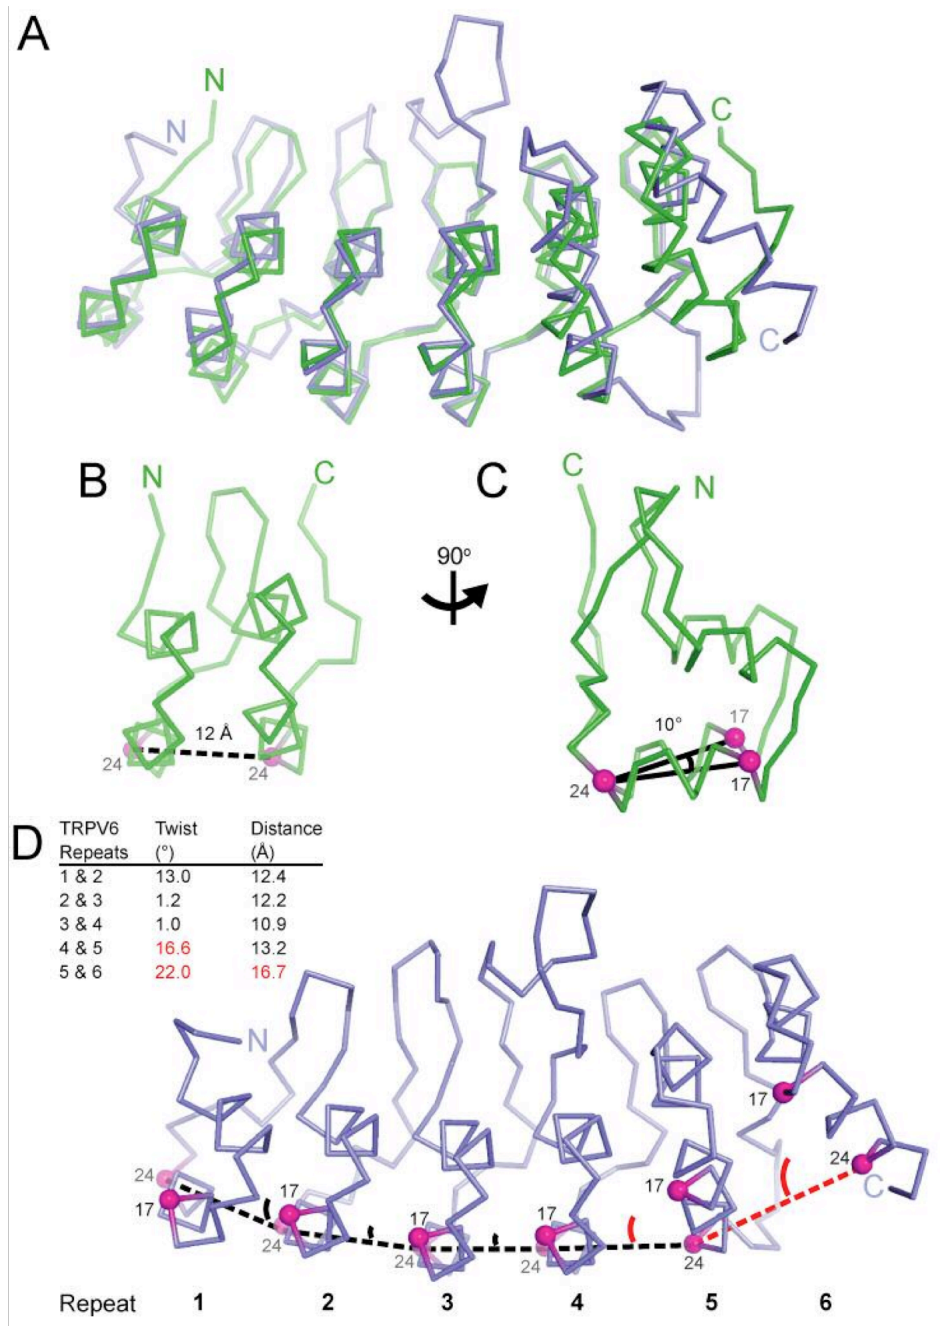 A
N
N
C
C
B
N
C
90°
12 Å
24
24
C
C
N
10°
17
17
24
D
TRPV6 Repeats Twist (°) Distance (Å)
1 & 2 13.0 12.4
2 & 3 1.2 12.2
3 & 4 1.0 10.9
4 & 5 16.6 13.2
5 & 6 22.0 16.7
N
17
24
17
24
17
24
17
24
17
24
17
24
C
Repeat 1 2 3 4 5 6